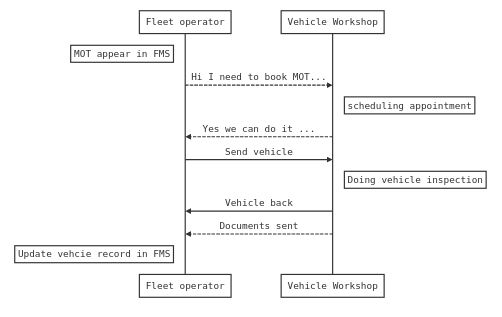 Fleet operator
Vehicle Workshop
MOT appear in FMS
Hi I need to book MOT...
scheduling appointment
Yes we can do it ...
Send vehicle
Doing vehicle inspection
Vehicle back
Documents sent
Update vehcie record in FMS
Fleet operator
Vehicle Workshop